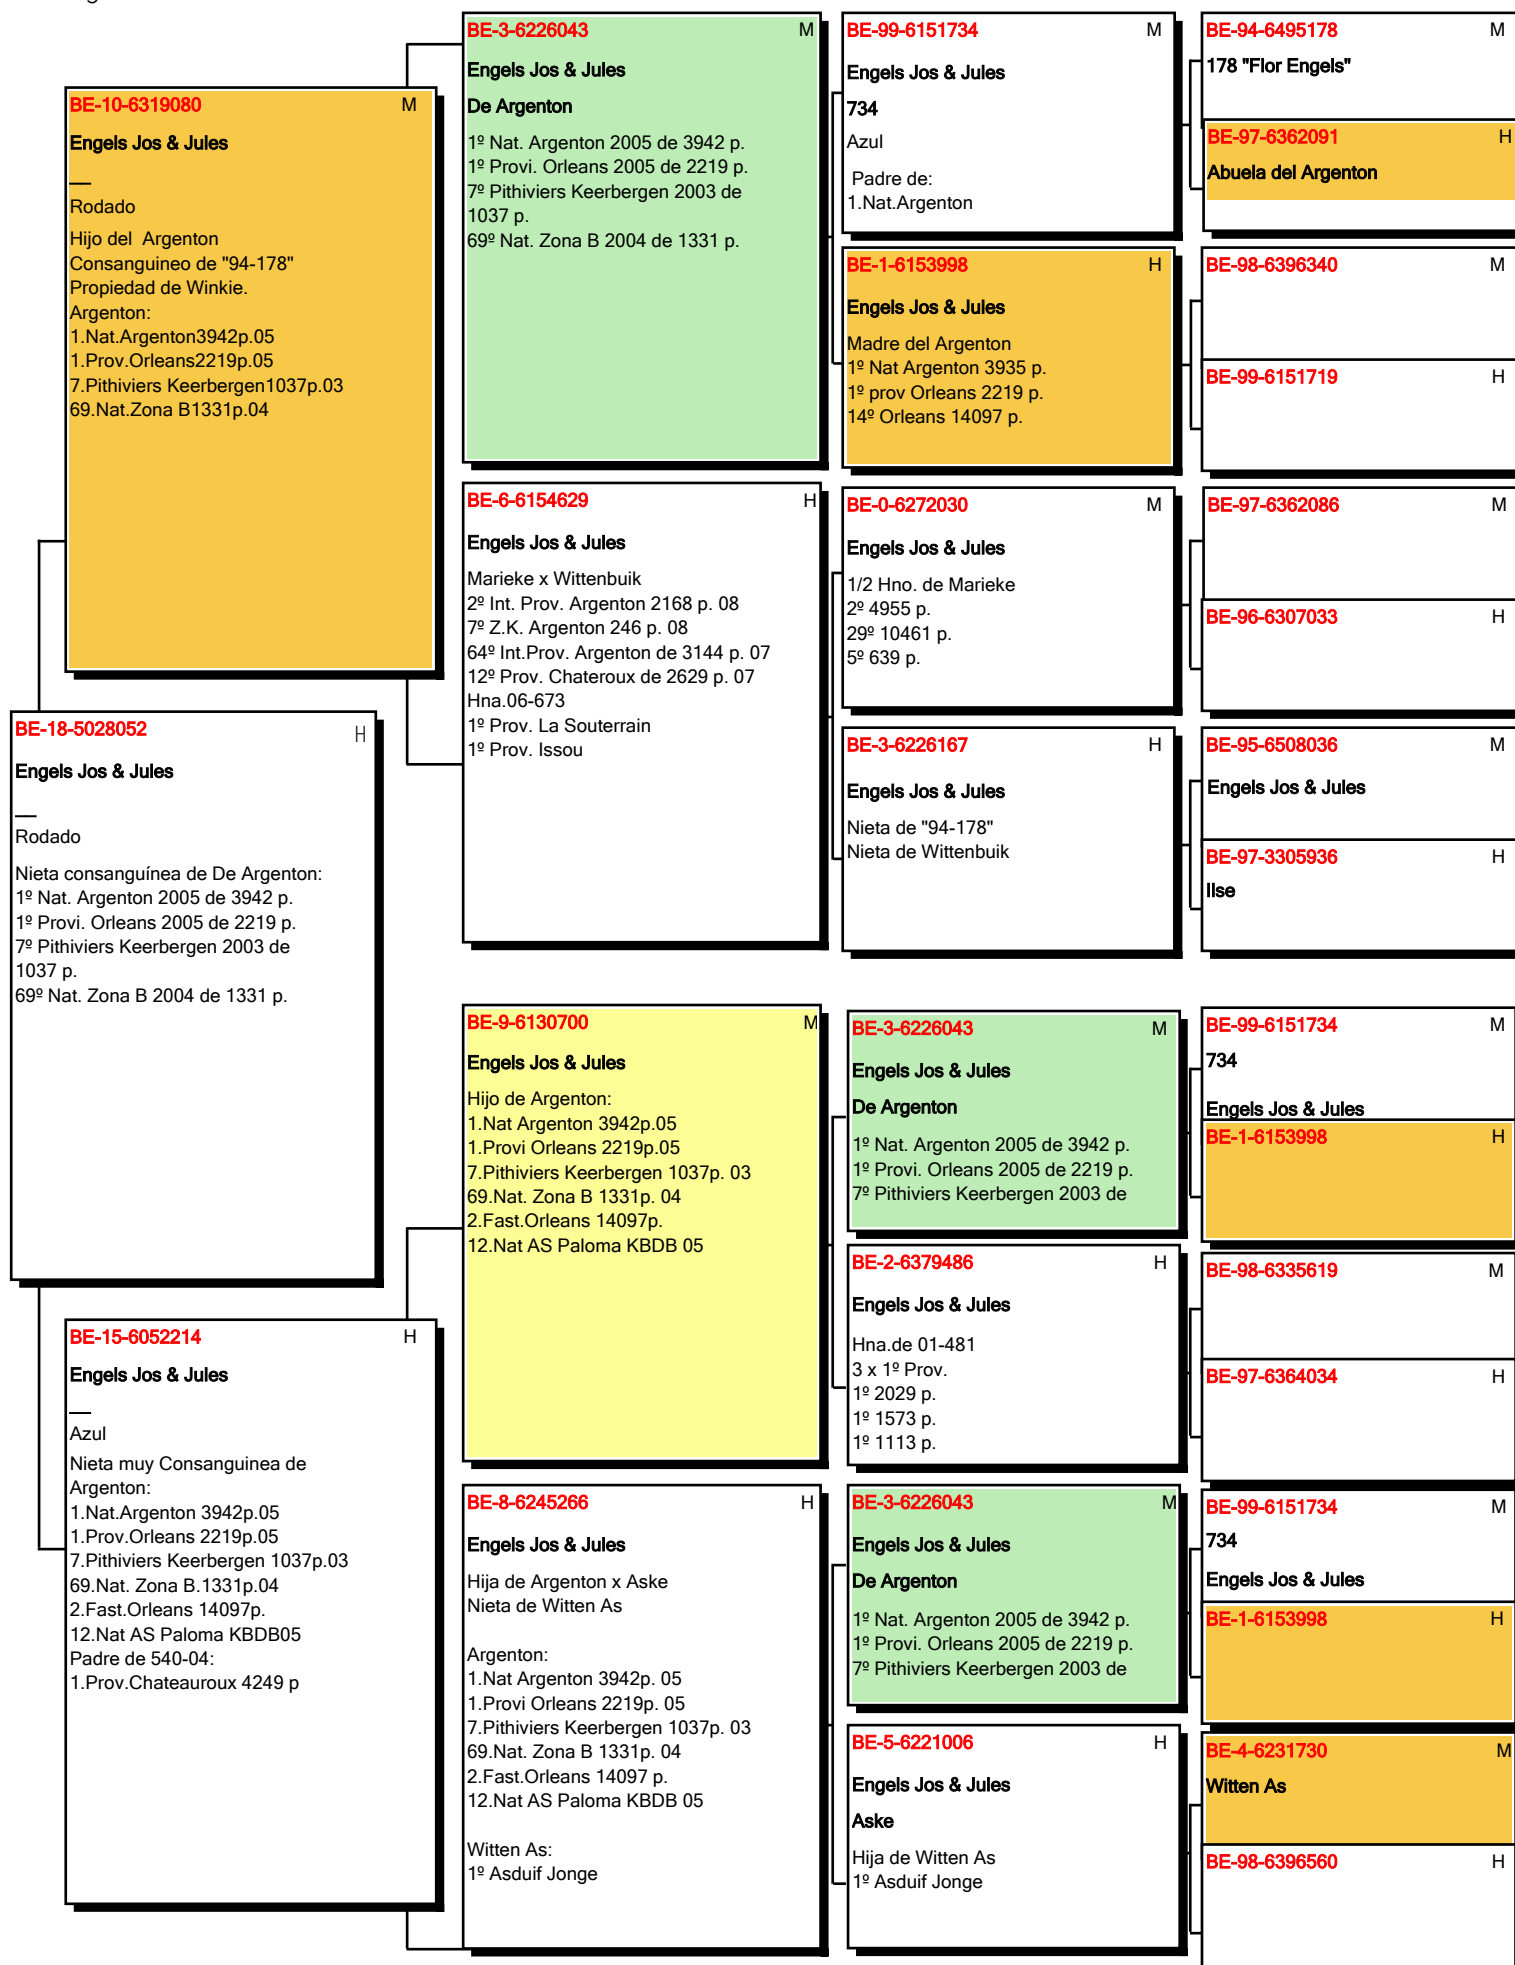 BE-18-5028052 H
Engels Jos & Jules
__
Rodado
Nieta consanguínea de De Argenton:
1º Nat. Argenton 2005 de 3942 p.
1º Provi. Orleans 2005 de 2219 p.
7º Pithiviers Keerbergen 2003 de
1037 p.
69º Nat. Zona B 2004 de 1331 p.
BE-10-6319080 M
Engels Jos & Jules
__
Rodado
Hijo del Argenton
Consanguineo de "94-178"
Propiedad de Winkie.
Argenton:
1.Nat.Argenton3942p.05
1.Prov.Orleans2219p.05
7.Pithiviers Keerbergen1037p.03
69.Nat.Zona B1331p.04
BE-15-6052214 H
Engels Jos & Jules
__
Azul
Nieta muy Consanguinea de
Argenton:
1.Nat.Argenton 3942p.05
1.Prov.Orleans 2219p.05
7.Pithiviers Keerbergen 1037p.03
69.Nat. Zona B.1331p.04
2.Fast.Orleans 14097p.
12.Nat AS Paloma KBDB05
Padre de 540-04:
1.Prov.Chateauroux 4249 p
BE-3-6226043 M
Engels Jos & Jules
De Argenton
1º Nat. Argenton 2005 de 3942 p.
1º Provi. Orleans 2005 de 2219 p.
7º Pithiviers Keerbergen 2003 de
1037 p.
69º Nat. Zona B 2004 de 1331 p.
BE-6-6154629 H
Engels Jos & Jules
Marieke x Wittenbuik
2º Int. Prov. Argenton 2168 p. 08
7º Z.K. Argenton 246 p. 08
64º Int.Prov. Argenton de 3144 p. 07
12º Prov. Chateroux de 2629 p. 07
Hna.06-673
1º Prov. La Souterrain
1º Prov. Issou
BE-9-6130700 M
Engels Jos & Jules
Hijo de Argenton:
1.Nat Argenton 3942p.05
1.Provi Orleans 2219p.05
7.Pithiviers Keerbergen 1037p. 03
69.Nat. Zona B 1331p. 04
2.Fast.Orleans 14097p.
12.Nat AS Paloma KBDB 05
BE-8-6245266 H
Engels Jos & Jules
Hija de Argenton x Aske
Nieta de Witten As
Argenton:
1.Nat Argenton 3942p. 05
1.Provi Orleans 2219p. 05
7.Pithiviers Keerbergen 1037p. 03
69.Nat. Zona B 1331p. 04
2.Fast.Orleans 14097 p.
12.Nat AS Paloma KBDB 05
Witten As:
1º Asduif Jonge
BE-99-6151734 M
Engels Jos & Jules
734
Azul
Padre de:
1.Nat.Argenton
BE-1-6153998 H
Engels Jos & Jules
Madre del Argenton
1º Nat Argenton 3935 p.
1º prov Orleans 2219 p.
14º Orleans 14097 p.
BE-0-6272030 M
Engels Jos & Jules
1/2 Hno. de Marieke
2º 4955 p.
29º 10461 p.
5º 639 p.
BE-3-6226167 H
Engels Jos & Jules
Nieta de "94-178"
Nieta de Wittenbuik
BE-3-6226043 M
Engels Jos & Jules
De Argenton
1º Nat. Argenton 2005 de 3942 p.
1º Provi. Orleans 2005 de 2219 p.
7º Pithiviers Keerbergen 2003 de
BE-2-6379486 H
Engels Jos & Jules
Hna.de 01-481
3 x 1º Prov.
1º 2029 p.
1º 1573 p.
1º 1113 p.
BE-3-6226043 M
Engels Jos & Jules
De Argenton
1º Nat. Argenton 2005 de 3942 p.
1º Provi. Orleans 2005 de 2219 p.
7º Pithiviers Keerbergen 2003 de
BE-5-6221006 H
Engels Jos & Jules
Aske
Hija de Witten As
1º Asduif Jonge
BE-94-6495178 M
178 "Flor Engels"
BE-97-6362091 H
Abuela del Argenton
BE-98-6396340 M
BE-99-6151719 H
BE-97-6362086 M
BE-96-6307033 H
BE-95-6508036 M
Engels Jos & Jules
BE-97-3305936 H
Ilse
BE-99-6151734 M
734
Engels Jos & Jules
BE-1-6153998 H
BE-98-6335619 M
BE-97-6364034 H
BE-99-6151734 M
734
Engels Jos & Jules
BE-1-6153998 H
BE-4-6231730 M
Witten As
BE-98-6396560 H